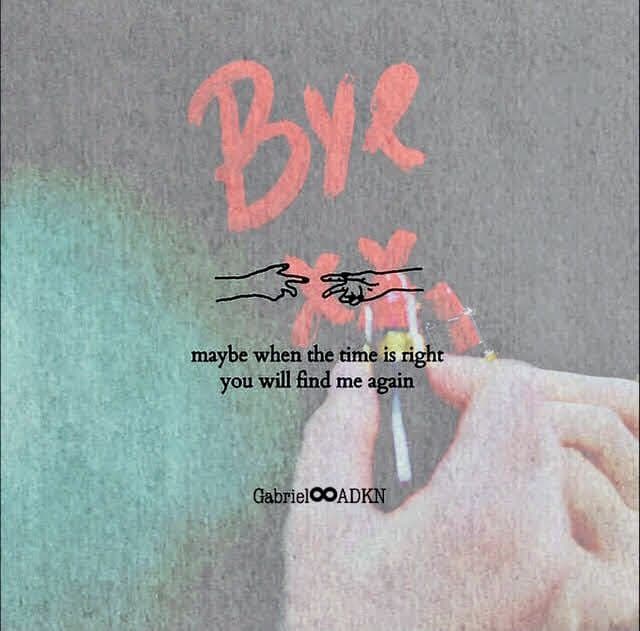 Bye
xx
maybe when the time is right
you will find me again
Gabriel∞ADKN